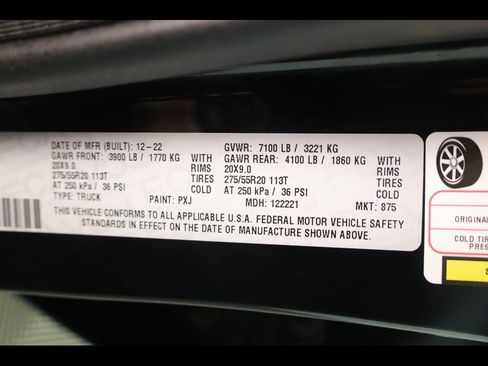 DATE OF MFR (BUILT): 12-22 GVWR: 7100 LB / 3221 KG
GAWR FRONT: 3900 LB / 1770 KG WITH GAWR REAR: 4100 LB / 1860 KG WITH
20X9.0 RIMS 20X9.0 RIMS
275/55R20 113T TIRES 275/55R20 113T TIRES
AT 250 kPa / 36 PSI COLD AT 250 kPa / 36 PSI COLD
TYPE: TRUCK PAINT: PXJ MDH: 122221 MKT: 875
THIS VEHICLE CONFORMS TO ALL APPLICABLE U.S.A. FEDERAL MOTOR VEHICLE SAFETY
STANDARDS IN EFFECT ON THE DATE OF MANUFACTURE SHOWN ABOVE.
ORIGINAL
COLD TI
PRES